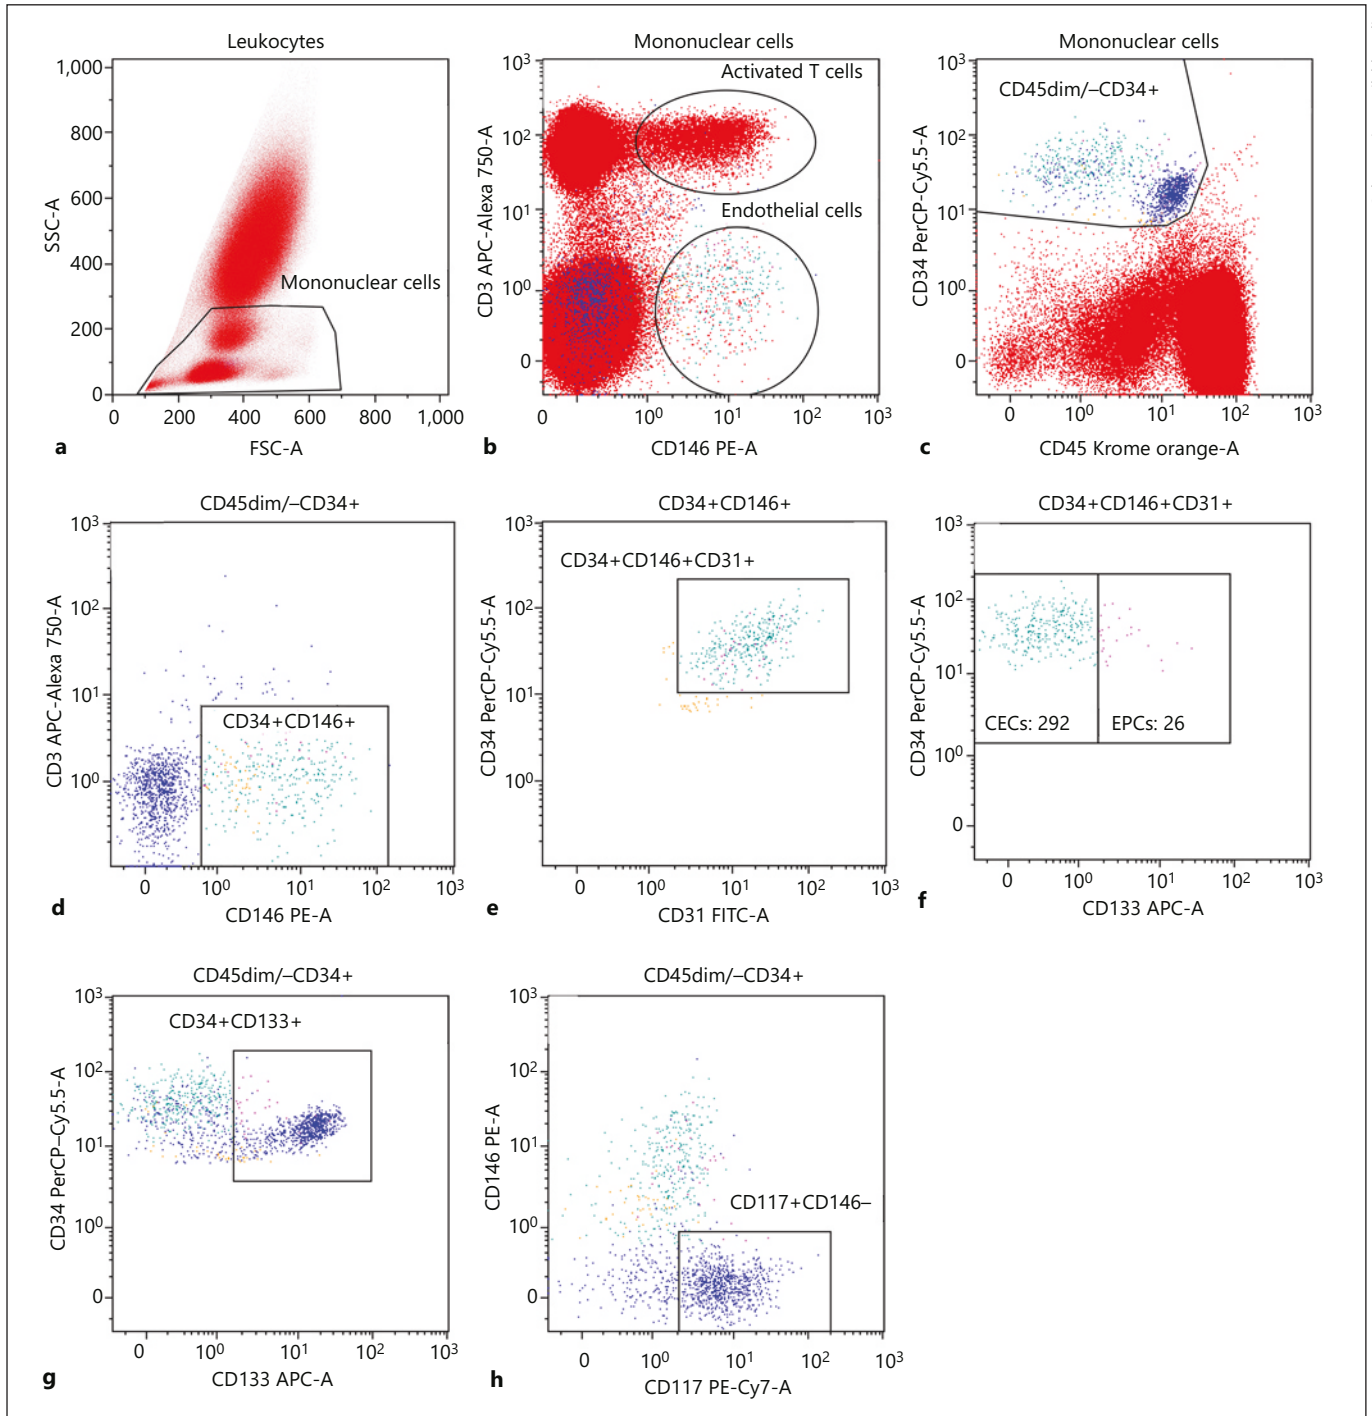 Leukocytes
1,000
800
600
400
200
0
SSC-A
Mononuclear cells
0 200 400 600 800 1,000
FSC-A
a
Mononuclear cells
10³
10²
10¹
10⁰
0
CD3 APC-Alexa 750-A
Activated T cells
Endothelial cells
0 10⁰ 10¹ 10² 10³
CD146 PE-A
b
Mononuclear cells
10³
10²
10¹
10⁰
0
CD34 PerCP-Cy5.5-A
CD45dim/–CD34+
0 10⁰ 10¹ 10² 10³
CD45 Krome orange-A
c
CD45dim/–CD34+
10³
10²
10¹
10⁰
CD3 APC-Alexa 750-A
CD34+CD146+
0 10⁰ 10¹ 10² 10³
CD146 PE-A
d
CD34+CD146+
10³
10²
10¹
10⁰
CD34 PerCP-Cy5.5-A
CD34+CD146+CD31+
0 10⁰ 10¹ 10² 10³
CD31 FITC-A
e
CD34+CD146+CD31+
10³
10²
10¹
10⁰
0
CD34 PerCP-Cy5.5-A
CECs: 292
EPCs: 26
0 10⁰ 10¹ 10² 10³
CD133 APC-A
f
CD45dim/–CD34+
10³
10²
10¹
10⁰
0
CD34 PerCP–Cy5.5-A
CD34+CD133+
0 10⁰ 10¹ 10² 10³
CD133 APC-A
g
CD45dim/–CD34+
10³
10²
10¹
10⁰
0
CD146 PE-A
CD117+CD146–
0 10⁰ 10¹ 10² 10³
CD117 PE-Cy7-A
h